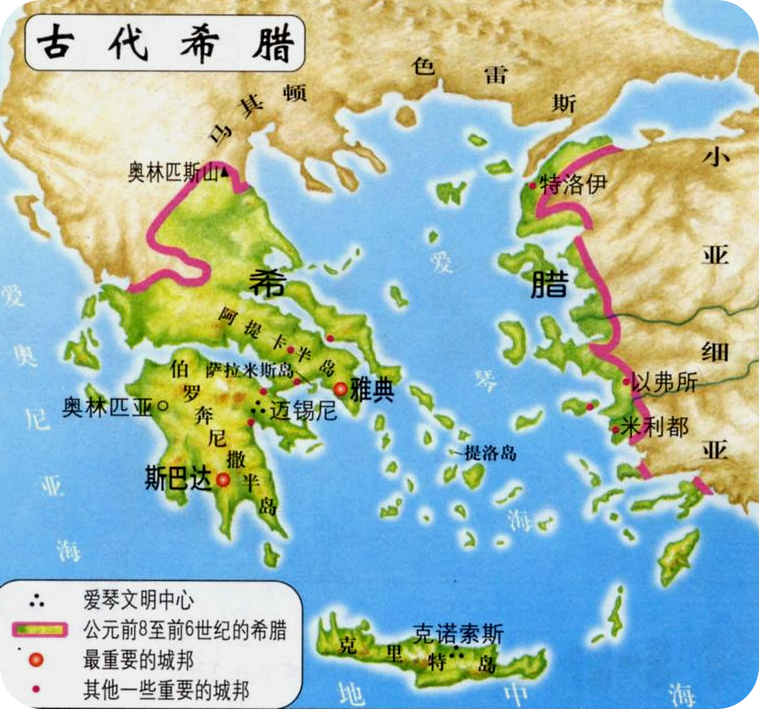 古代希腊
色雷斯
马其顿
奥林匹斯山
特洛伊
小亚细亚
爱琴海
希腊
爱奥尼亚海
阿提卡半岛
萨拉米斯岛
伯罗奔尼撒半岛
雅典
以弗所
奥林匹亚
迈锡尼
米利都
提洛岛
斯巴达
克诺索斯
克里特岛
地中海
爱琴文明中心
公元前8至前6世纪的希腊
最重要的城邦
其他一些重要的城邦